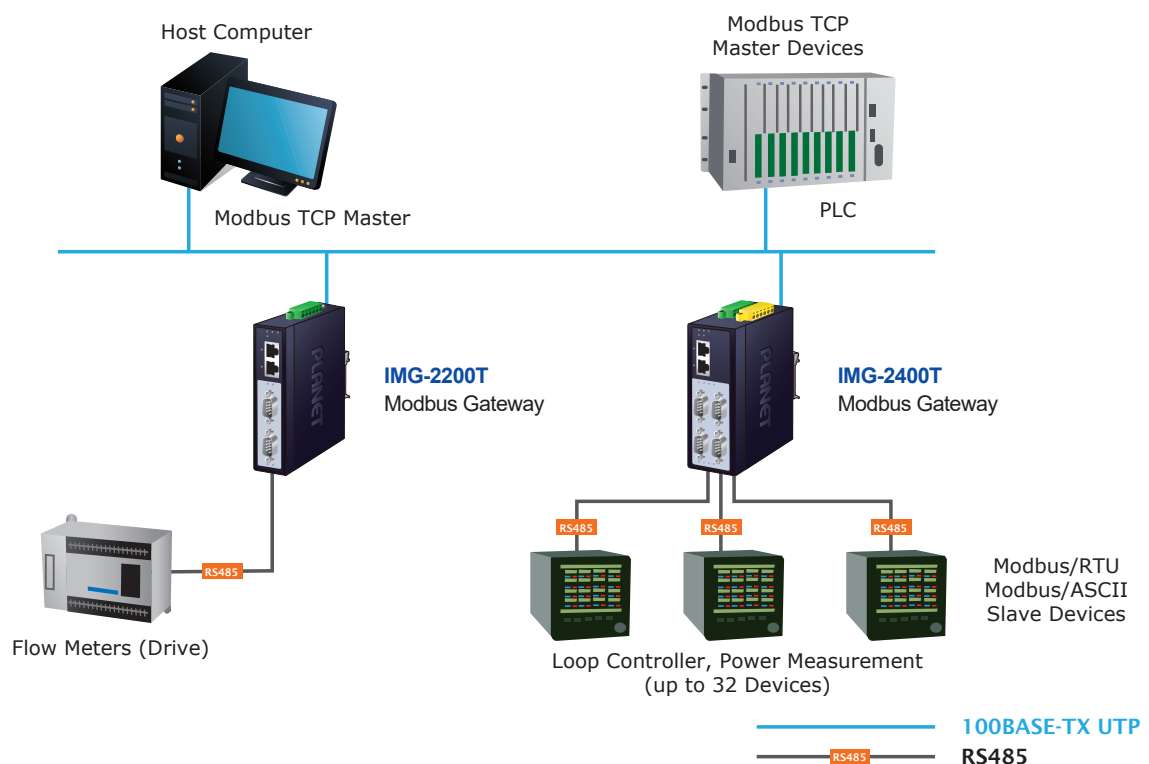 Host Computer
Modbus TCP
Master Devices
Modbus TCP Master
PLC
PLANET
IMG-2200T
Modbus Gateway
PLANET
IMG-2400T
Modbus Gateway
RS485
RS485
RS485
RS485
Modbus/RTU
Modbus/ASCII
Slave Devices
Flow Meters (Drive)
Loop Controller, Power Measurement
(up to 32 Devices)
100BASE-TX UTP
RS485
RS485